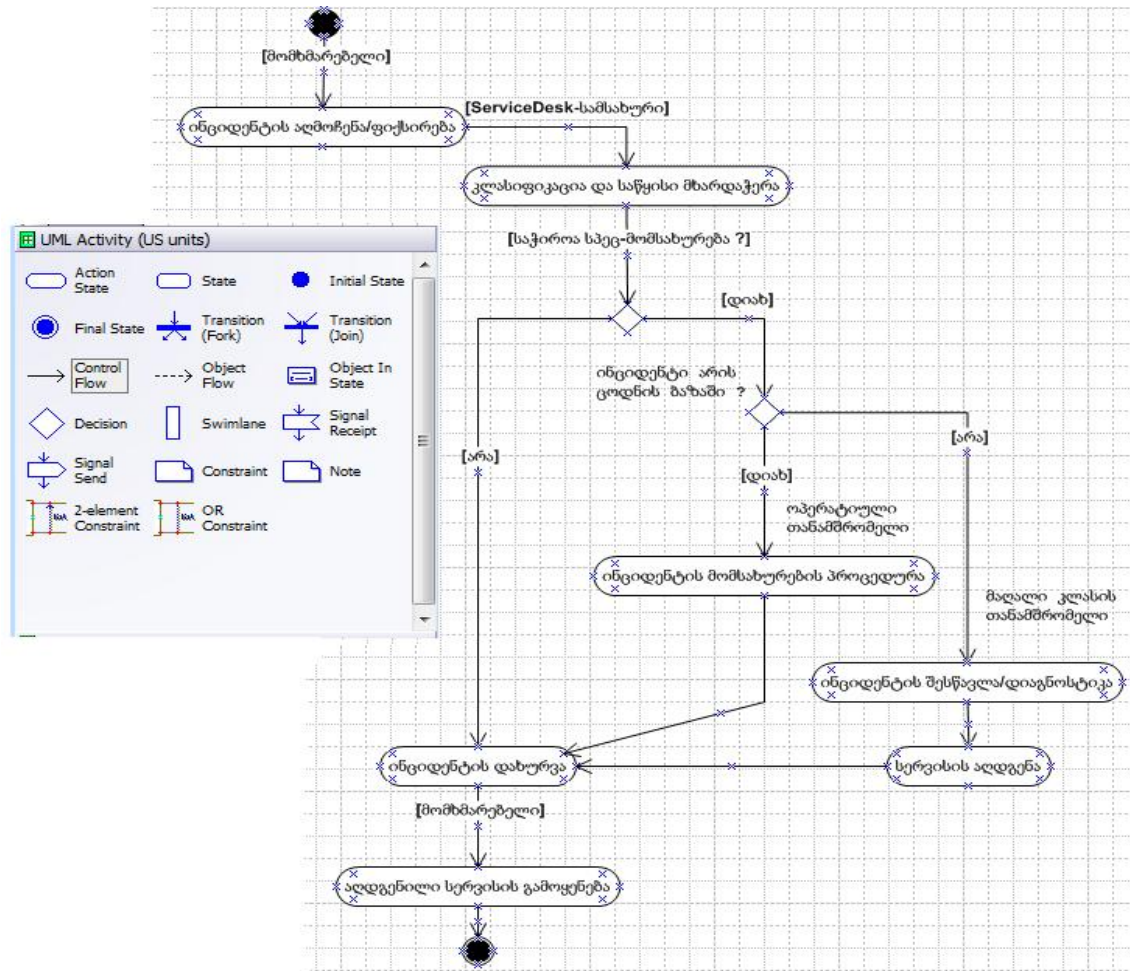 [მომხმარებელი]
ინციდენტის აღმოჩენა/ფიქსირება
[ServiceDesk-სამსახური]
კლასიფიკაცია და საწყისი მხარდაჭერა
[საჭიროა სპეც-მომსახურება ?]
[დიახ]
ინციდენტი არის
ცოდნის ბაზაში ?
[არა]
[არა]
[დიახ]
ოპერატიული
თანამშრომელი
ინციდენტის მომსახურების პროცედურა
მაღალი კლასის
თანამშრომელი
ინციდენტის შესწავლა/დიაგნოსტიკა
ინციდენტის დახურვა
სერვისის აღდგენა
[მომხმარებელი]
აღდგენილი სერვისის გამოყენება
UML Activity (US units)
Action
State
State
Initial State
Final State
Transition
(Fork)
Transition
(Join)
Control
Flow
Object
Flow
Object In
State
Decision
Swimlane
Signal
Receipt
Signal
Send
Constraint
Note
2-element
Constraint
OR
Constraint